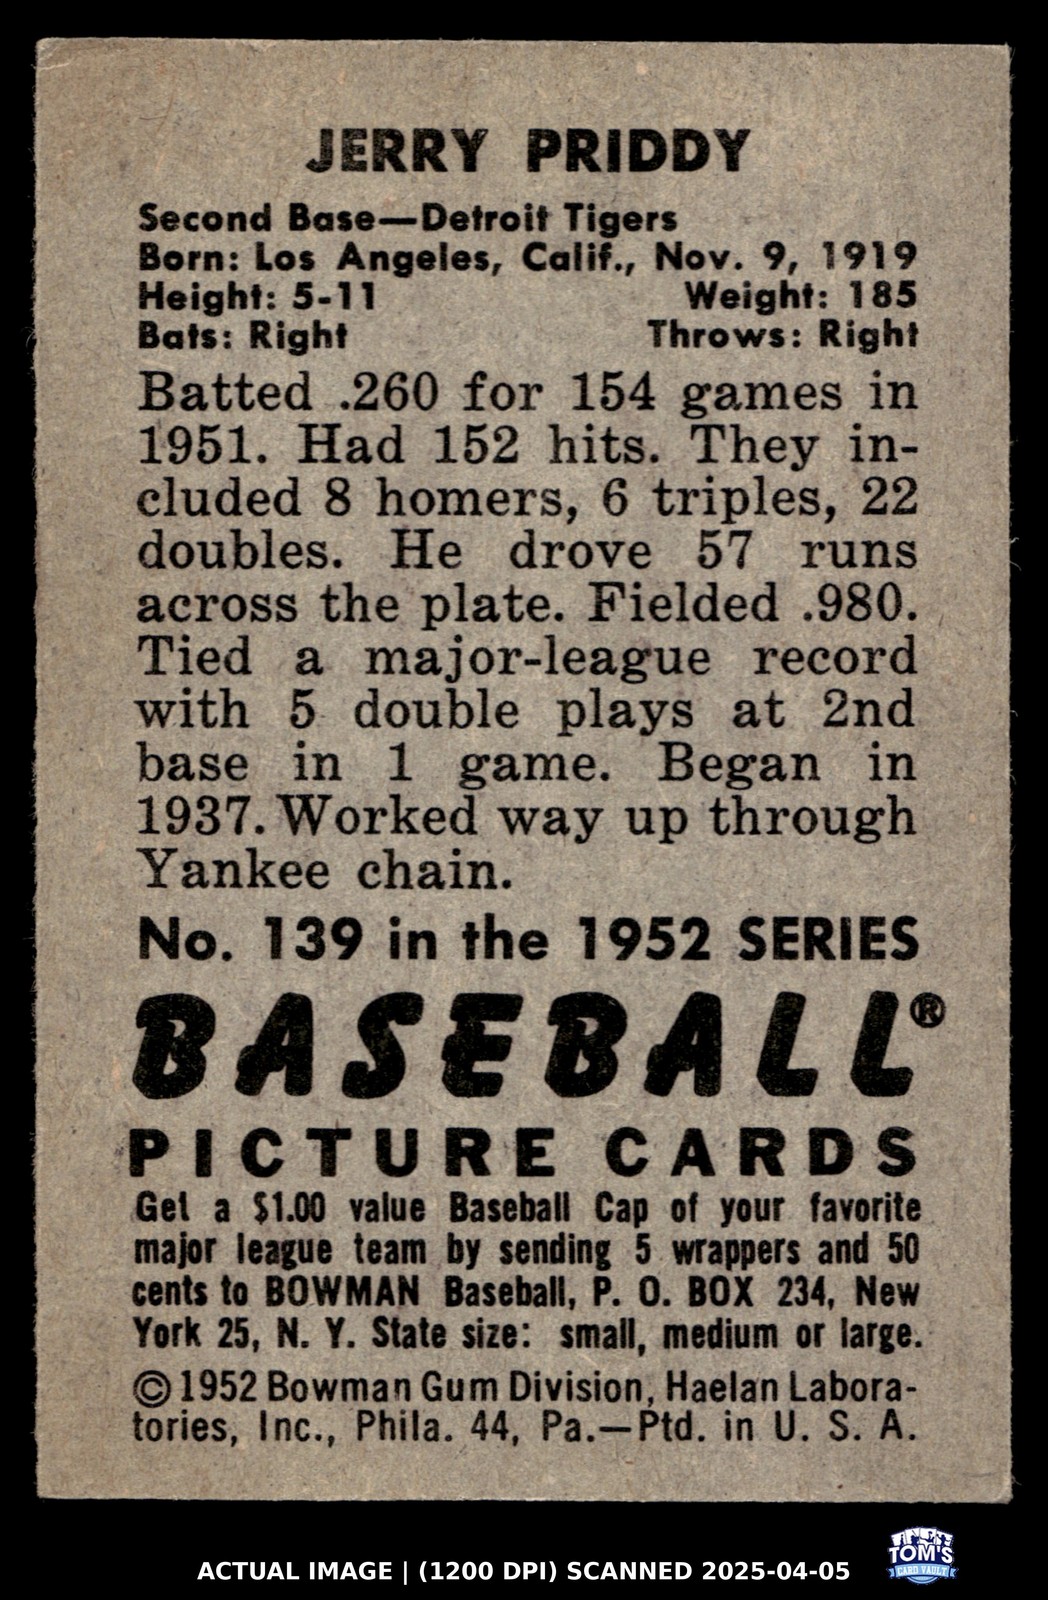 JERRY PRIDDY
Second Base—Detroit Tigers
Born: Los Angeles, Calif., Nov. 9, 1919
Height: 5-11 Weight: 185
Bats: Right Throws: Right
Batted .260 for 154 games in
1951. Had 152 hits. They in-
cluded 8 homers, 6 triples, 22
doubles. He drove 57 runs
across the plate. Fielded .980.
Tied a major-league record
with 5 double plays at 2nd
base in 1 game. Began in
1937. Worked way up through
Yankee chain.
No. 139 in the 1952 SERIES
BASEBALL®
PICTURE CARDS
Get a $1.00 value Baseball Cap of your favorite
major league team by sending 5 wrappers and 50
cents to BOWMAN Baseball, P. O. BOX 234, New
York 25, N. Y. State size: small, medium or large.
©1952 Bowman Gum Division, Haelan Labora-
tories, Inc., Phila. 44, Pa.—Ptd. in U. S. A.
ACTUAL IMAGE | (1200 DPI) SCANNED 2025-04-05
TOM'S
CARD VAULT